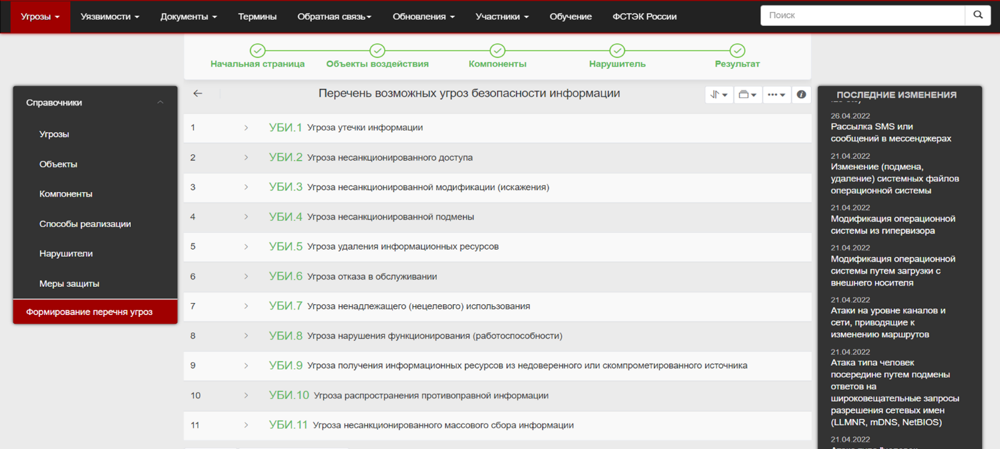 Угрозы
Уязвимости
Документы
Термины
Обратная связь
Обновления
Участники
Обучение
ФСТЭК России
Поиск
Начальная страница
Объекты воздействия
Компоненты
Нарушитель
Результат
Справочники
Угрозы
Объекты
Компоненты
Способы реализации
Нарушители
Меры защиты
Формирование перечня угроз
Перечень возможных угроз безопасности информации
1 УБИ.1 Угроза утечки информации
2 УБИ.2 Угроза несанкционированного доступа
3 УБИ.3 Угроза несанкционированной модификации (искажения)
4 УБИ.4 Угроза несанкционированной подмены
5 УБИ.5 Угроза удаления информационных ресурсов
6 УБИ.6 Угроза отказа в обслуживании
7 УБИ.7 Угроза ненадлежащего (нецелевого) использования
8 УБИ.8 Угроза нарушения функционирования (работоспособности)
9 УБИ.9 Угроза получения информационных ресурсов из недоверенного или скомпрометированного источника
10 УБИ.10 Угроза распространения противоправной информации
11 УБИ.11 Угроза несанкционированного массового сбора информации
ПОСЛЕДНИЕ ИЗМЕНЕНИЯ
26.04.2022
Рассылка SMS или
сообщений в мессенджерах
21.04.2022
Изменение (подмена,
удаление) системных файлов
операционной системы
21.04.2022
Модификация операционной
системы из гипервизора
21.04.2022
Модификация операционной
системы путем загрузки с
внешнего носителя
21.04.2022
Атаки на уровне каналов и
сети, приводящие к
изменению маршрутов
21.04.2022
Атака типа человек
посередине путем подмены
ответов на
широковещательные запросы
разрешения сетевых имен
(LLMNR, mDNS, NetBIOS)
21.04.2022